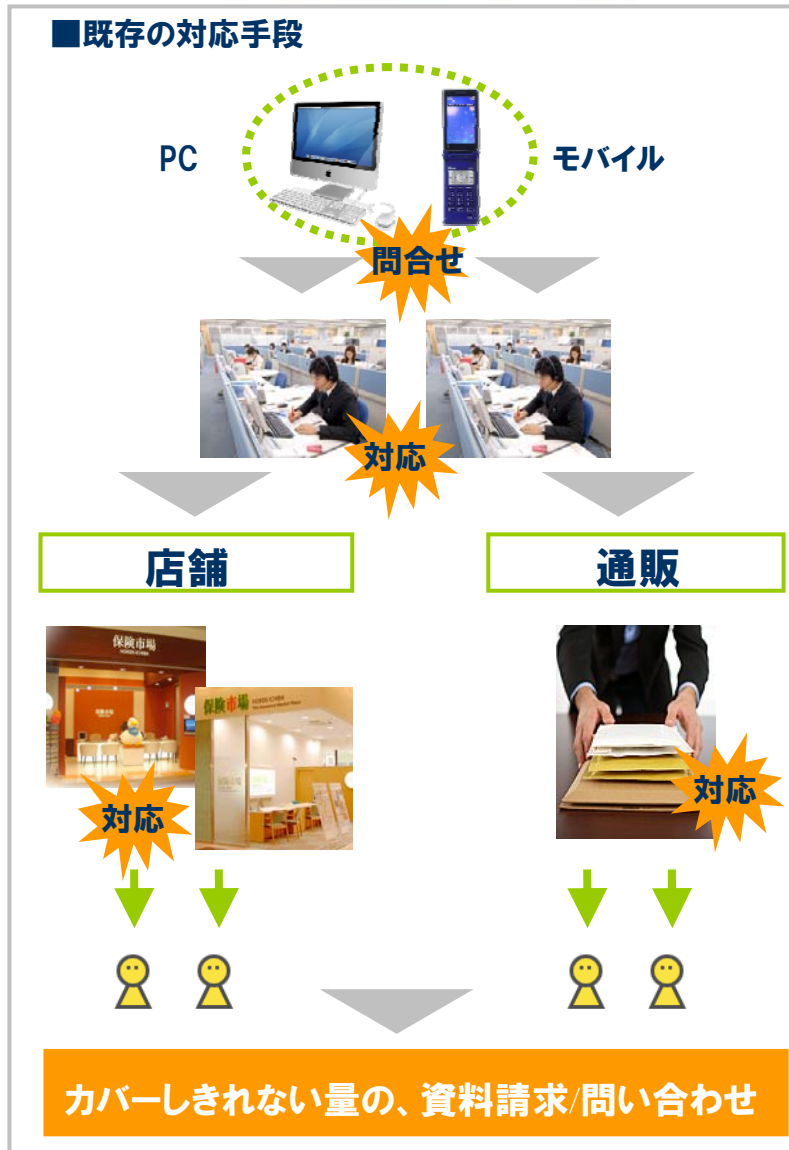 ■既存の対応手段
PC
モバイル
問合せ
対応
店舗
通販
保険市場
HOKEN ICHIBA
保険市場
対応
対応
カバーしきれない量の、資料請求/問い合わせ